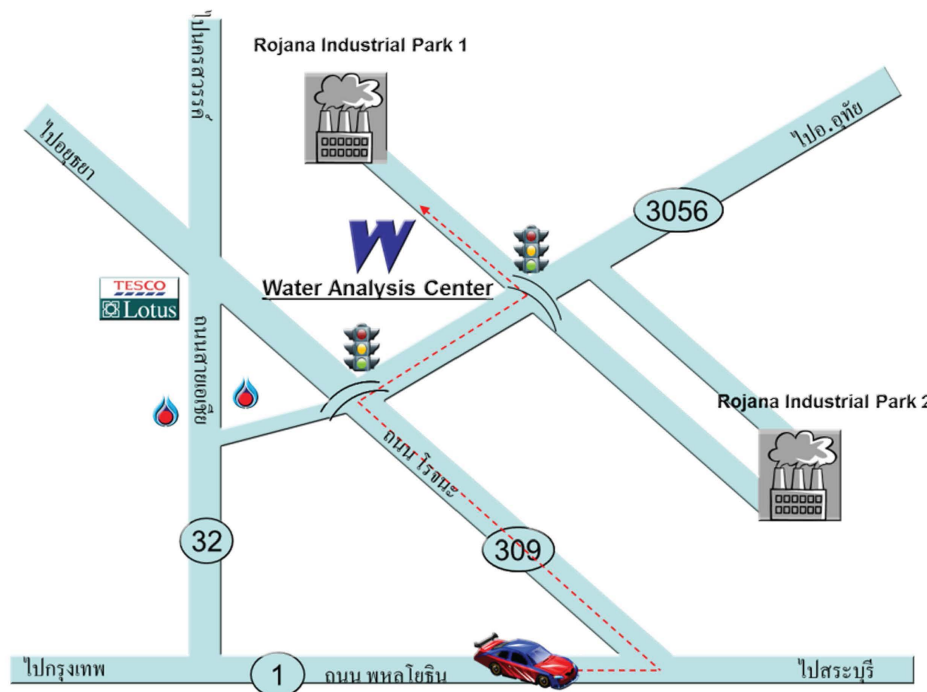 ไปนครสวรรค์
Rojana Industrial Park 1
ไปอยุธยา
ไปอ.อุทัย
3056
W
Water Analysis Center
TESCO
Lotus
ถนนสายเอเชีย
Rojana Industrial Park 2
ถนน โรจนะ
32
309
ไปกรุงเทพ
1
ถนน พหลโยธิน
ไปสระบุรี